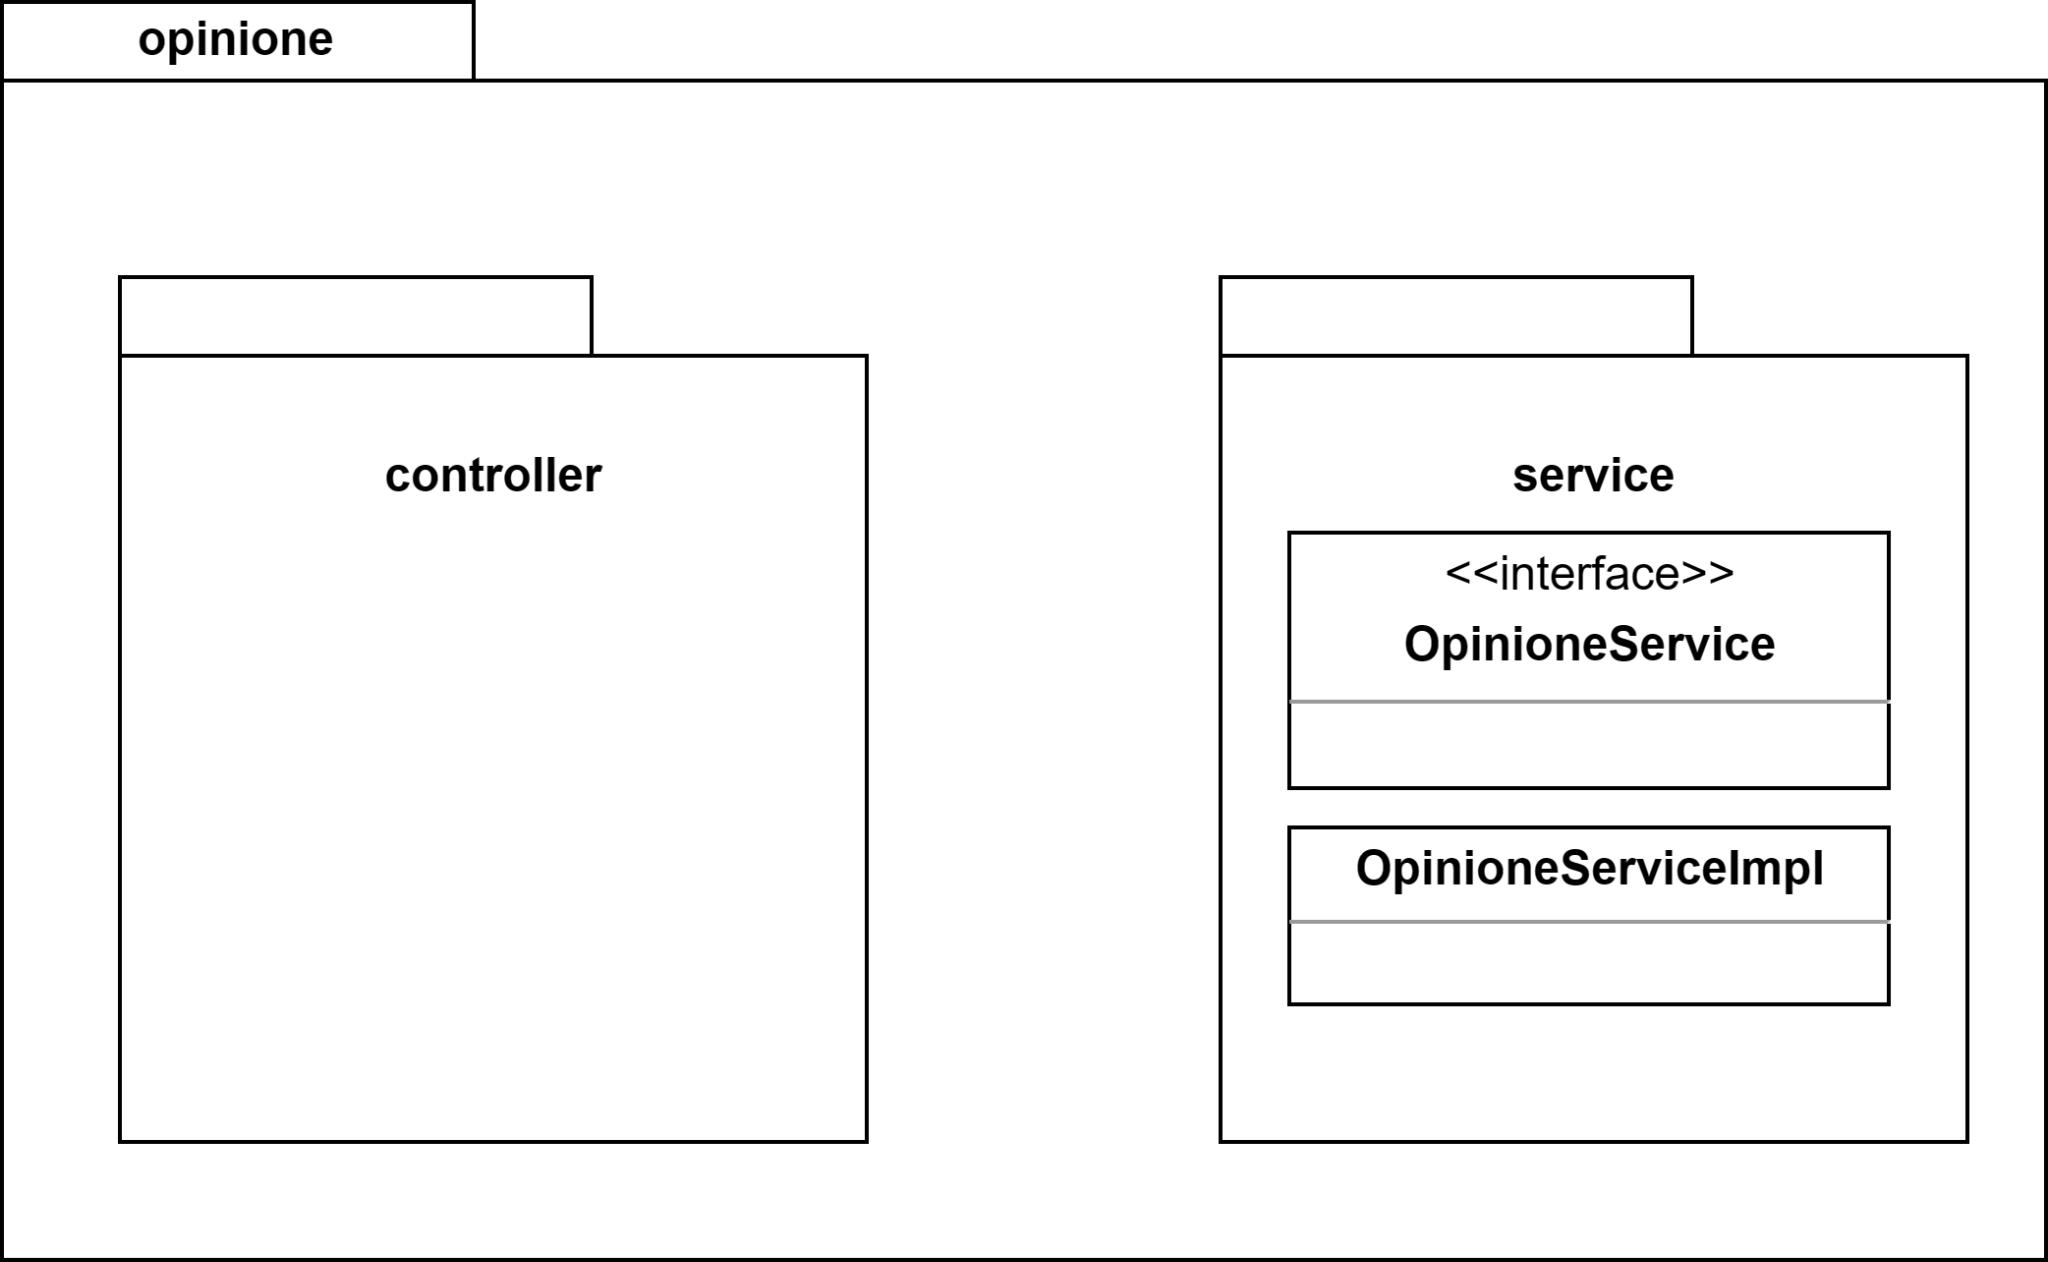 opinione
controller
service
<<interface>>
OpinioneService
OpinioneServiceImpl